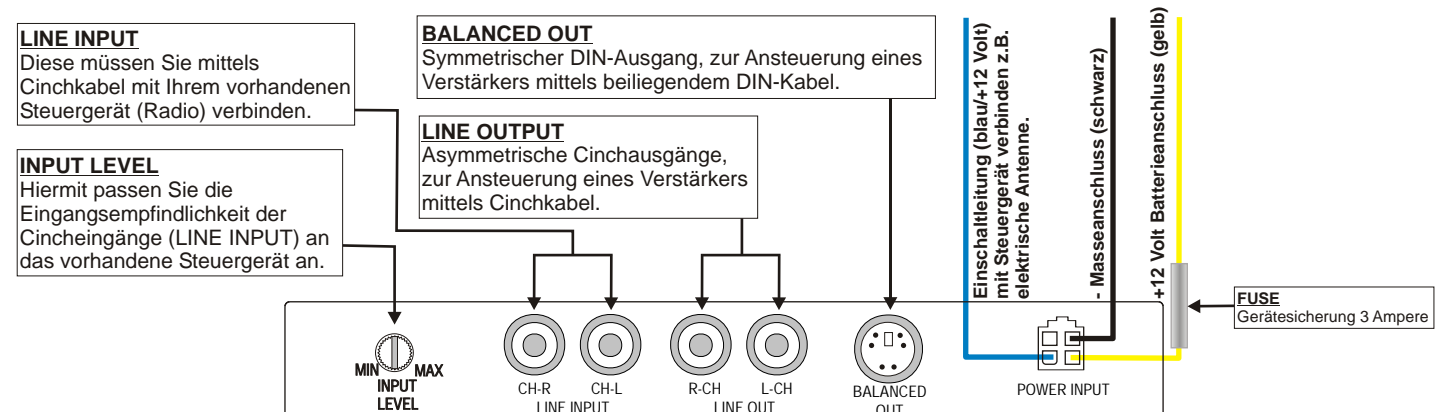 LINE INPUT
Diese müssen Sie mittels
Cinchkabel mit Ihrem vorhandenen
Steuergerät (Radio) verbinden.
INPUT LEVEL
Hiermit passen Sie die
Eingangsempfindlichkeit der
Cincheingänge (LINE INPUT) an
das vorhandene Steuergerät an.
BALANCED OUT
Symmetrischer DIN-Ausgang, zur Ansteuerung eines
Verstärkers mittels beiliegendem DIN-Kabel.
LINE OUTPUT
Asymmetrische Cinchausgänge,
zur Ansteuerung eines Verstärkers
mittels Cinchkabel.
Einschaltleitung (blau/+12 Volt)
mit Steuergerät verbinden z.B.
elektrische Antenne.
- Masseanschluss (schwarz)
+12 Volt Batterieanschluss (gelb)
FUSE
Gerätesicherung 3 Ampere
MIN MAX
INPUT
LEVEL
CH-R CH-L
LINE INPUT
R-CH L-CH
LINE OUT
BALANCED
OUT
POWER INPUT